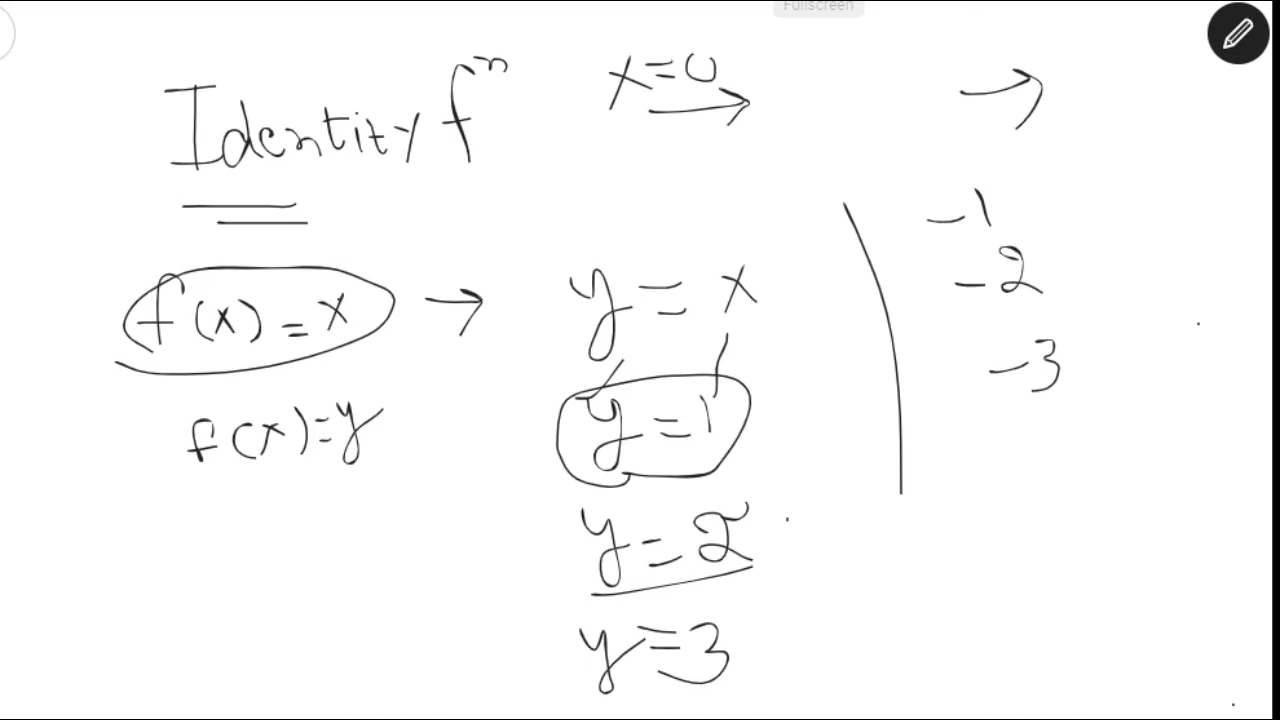 Fullscreen
Identity fⁿ
x=0
→
→
f(x) = x → y = x
f(x)=y
y=1
y=2
y=3
-1
-2
-3